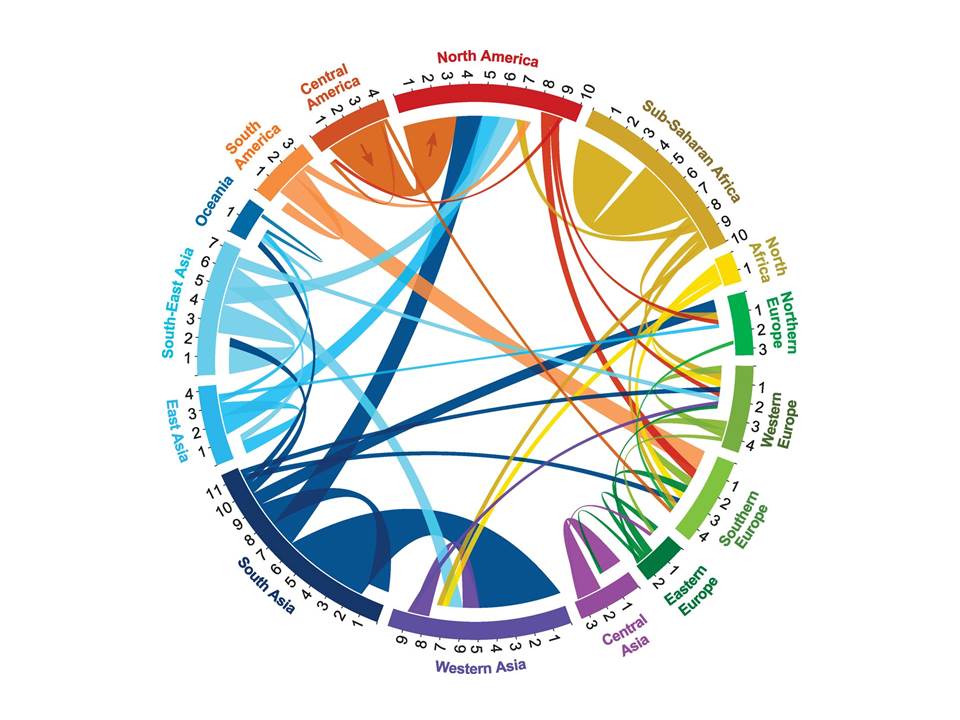 North America
1 2 3 4 5 6 7 8 9 10
Sub-Saharan Africa
1 2 3 4 5 6 7 8 9 10
North
Africa
1
Northern
Europe
1 2 3
Western
Europe
1 2 3 4
Southern
Europe
1 2 3 4
Eastern
Europe
1 2
Central
Asia
1 2 3
Western Asia
1 2 3 4 5 6 7 8 9
South Asia
1 2 3 4 5 6 7 8 9 10 11
East Asia
1 2 3 4
South-East Asia
1 2 3 4 5 6 7
Oceania
1
South
America
1 2 3
Central
America
1 2 3 4